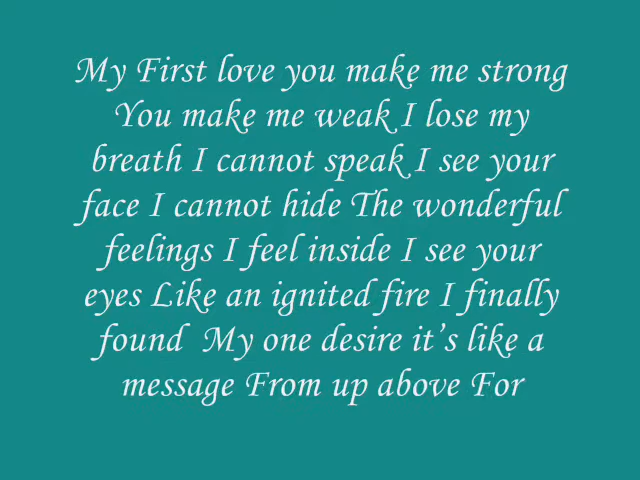 My First love you make me strong
You make me weak I lose my
breath I cannot speak I see your
face I cannot hide The wonderful
feelings I feel inside I see your
eyes Like an ignited fire I finally
found  My one desire it’s like a
message From up above For